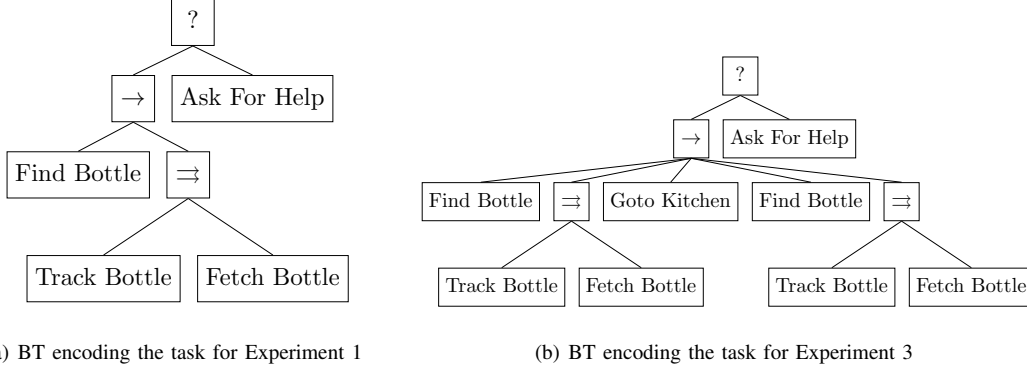 ?
→ Ask For Help
Find Bottle ⇉
Track Bottle Fetch Bottle
) BT encoding the task for Experiment 1
?
→ Ask For Help
Find Bottle ⇉ Goto Kitchen Find Bottle ⇉
Track Bottle Fetch Bottle Track Bottle Fetch Bottle
(b) BT encoding the task for Experiment 3